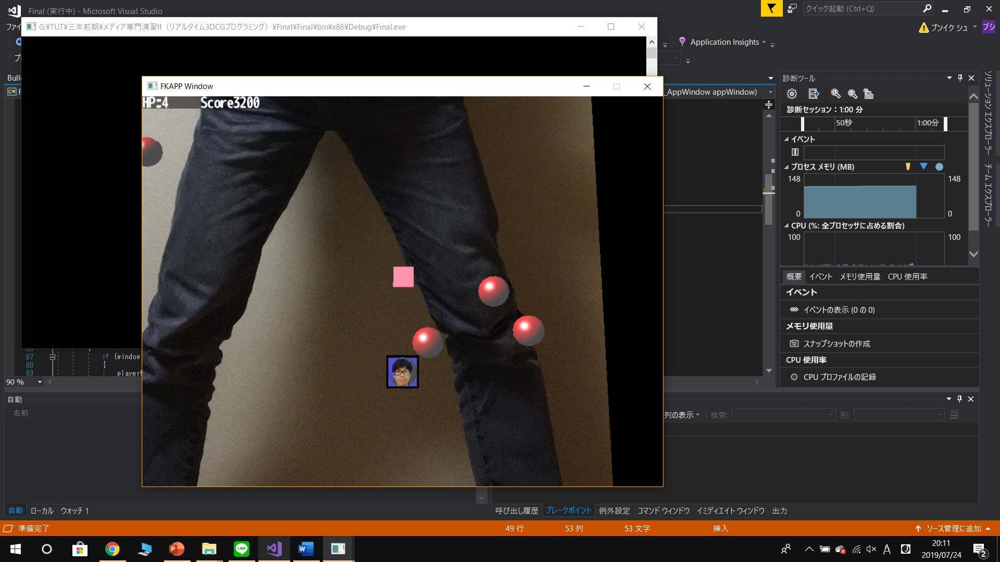 Final (実行中) - Microsoft Visual Studio
クイック起動 (Ctrl+Q)
ファイ
G:¥TUT¥三年前期¥メディア専門演習II（リアルタイム3DCGプログラミング）¥Final¥Final¥bin¥x86¥Debug¥Final.exe
ブンイク シュ
ブシ
Application Insights
プ
FKAPP Window
_AppWindow appWindow)
HP=4 Score3200
診断ツール
診断セッション：1:00 分
50秒
1:00分
イベント
プロセス メモリ (MB)
148
148
0
0
CPU (%: 全プロセッサに占める割合)
100
100
概要 イベント メモリ使用量 CPU 使用率
イベント
イベントの表示 (0 の 0)
メモリ使用量
スナップショットの作成
CPU 使用率
CPU プロファイルの記録
ソリューション エクスプローラー
チーム エクスプローラー
67 if (window
68 {
69
90 %
自動
名前
列の表示
検索:
列:
自動 ローカル ウォッチ 1
呼び出し履歴 ブレークポイント 例外設定 コマンド ウィンドウ イミディエイト ウィンドウ 出力
準備完了
49 行
53 列
53 文字
挿入
ソース管理に追加
LINE
A
J
20:11
2019/07/24
2